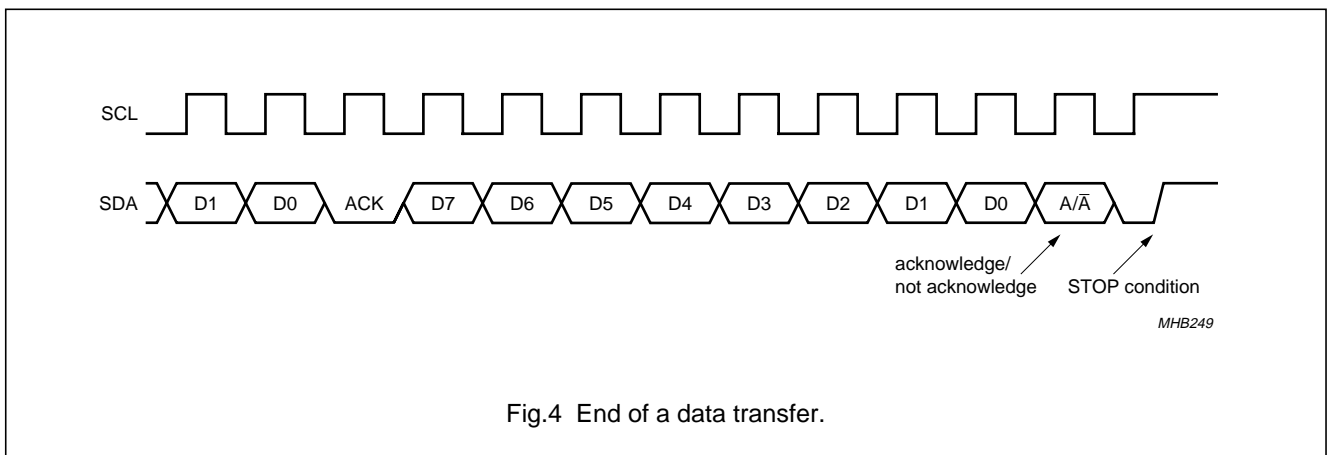 SCL
SDA D1 D0 ACK D7 D6 D5 D4 D3 D2 D1 D0 A/A̅
acknowledge/
not acknowledge STOP condition
MHB249
Fig.4 End of a data transfer.